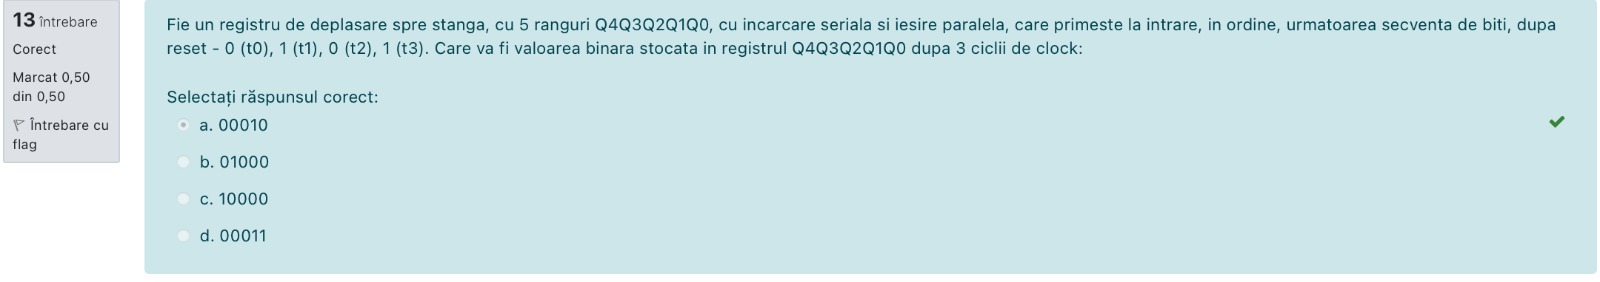 13 întrebare
Corect
Marcat 0,50
din 0,50
Întrebare cu
flag
Fie un registru de deplasare spre stanga, cu 5 ranguri Q4Q3Q2Q1Q0, cu incarcare seriala si iesire paralela, care primeste la intrare, in ordine, urmatoarea secventa de biti, dupa
reset - 0 (t0), 1 (t1), 0 (t2), 1 (t3). Care va fi valoarea binara stocata in registrul Q4Q3Q2Q1Q0 dupa 3 ciclii de clock:
Selectați răspunsul corect:
a. 00010
b. 01000
c. 10000
d. 00011